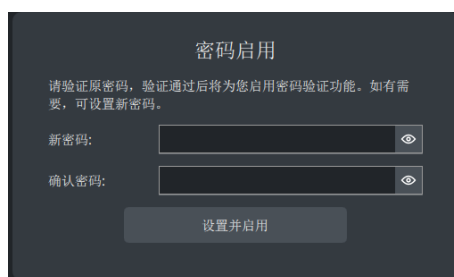 密码启用
请验证原密码，验证通过后将为您启用密码验证功能。如有需
要，可设置新密码。
新密码:
确认密码:
设置并启用